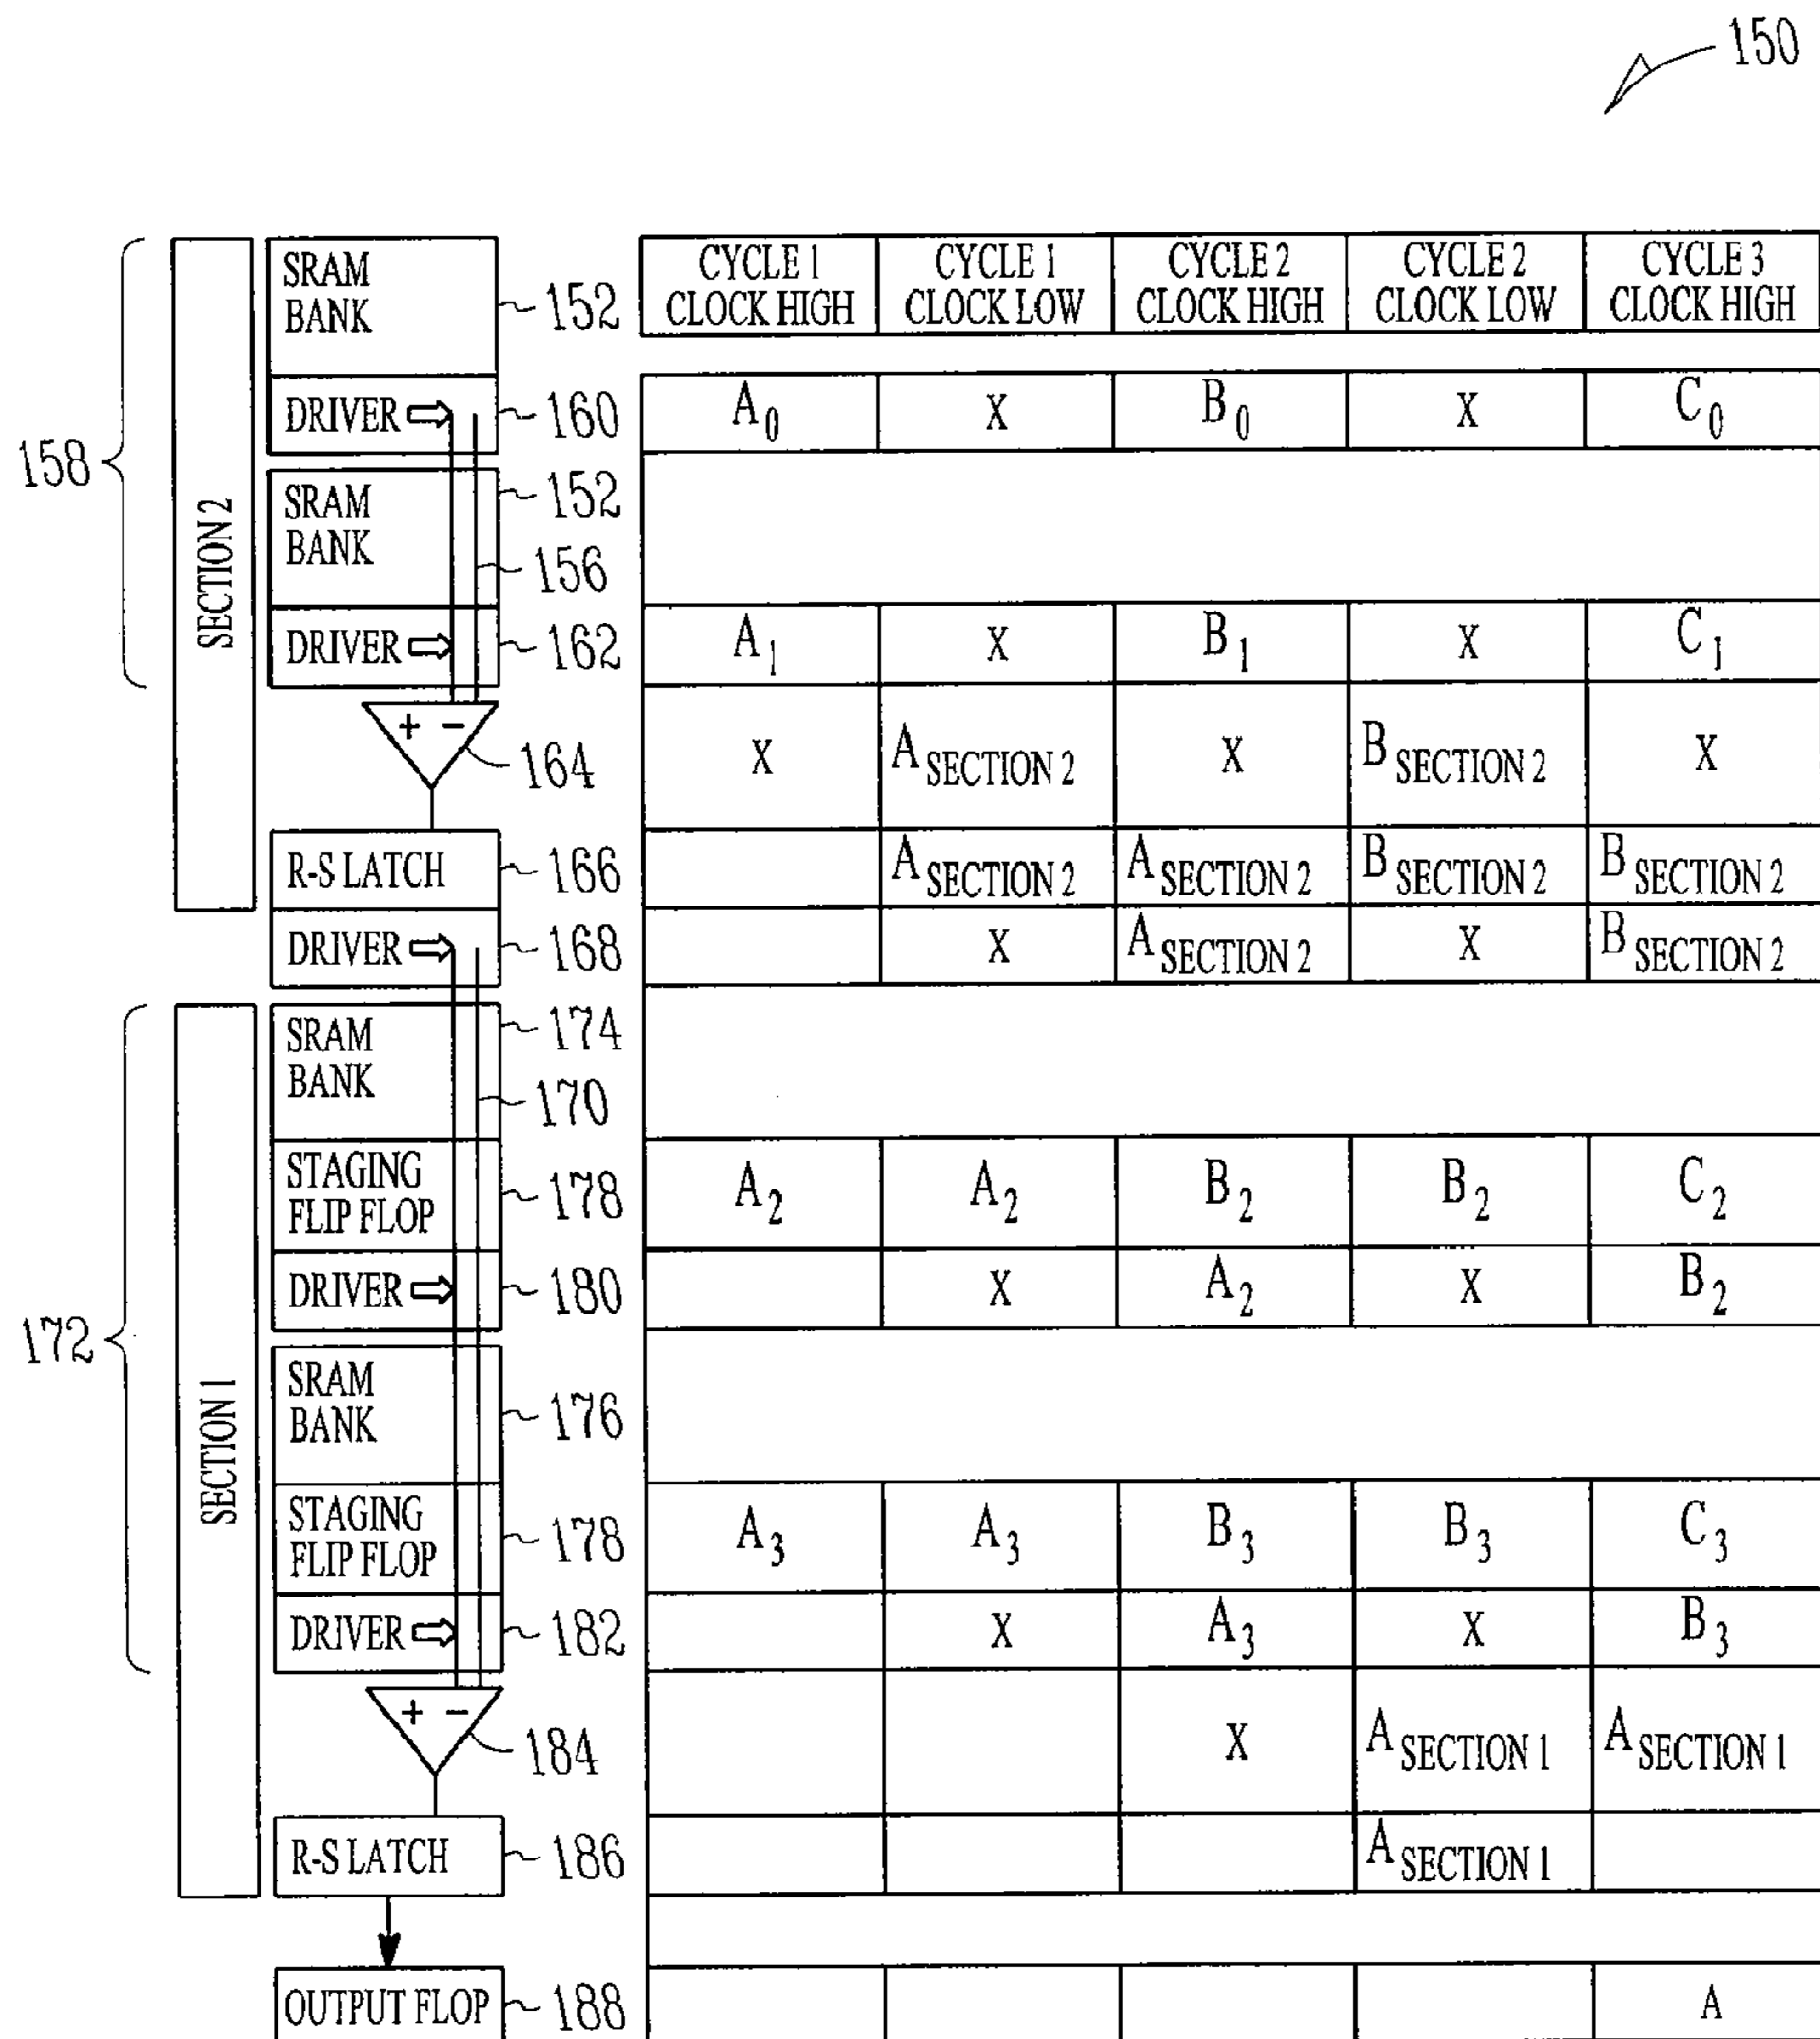 150
158
SECTION 2
SRAM
BANK
152
CYCLE 1
CLOCK HIGH
CYCLE 1
CLOCK LOW
CYCLE 2
CLOCK HIGH
CYCLE 2
CLOCK LOW
CYCLE 3
CLOCK HIGH
DRIVER 160 A0 X B0 X C0
SRAM
BANK
152
156
DRIVER 162 A1 X B1 X C1
+ - 164 X A SECTION 2 X B SECTION 2 X
R-S LATCH 166 A SECTION 2 A SECTION 2 B SECTION 2 B SECTION 2
DRIVER 168 X A SECTION 2 X B SECTION 2
172
SECTION 1
SRAM
BANK
174
170
STAGING
FLIP FLOP
178 A2 A2 B2 B2 C2
DRIVER 180 X A2 X B2
SRAM
BANK
176
STAGING
FLIP FLOP
178 A3 A3 B3 B3 C3
DRIVER 182 X A3 X B3
+ - 184 X A SECTION 1 A SECTION 1
R-S LATCH 186 A SECTION 1
OUTPUT FLOP 188 A